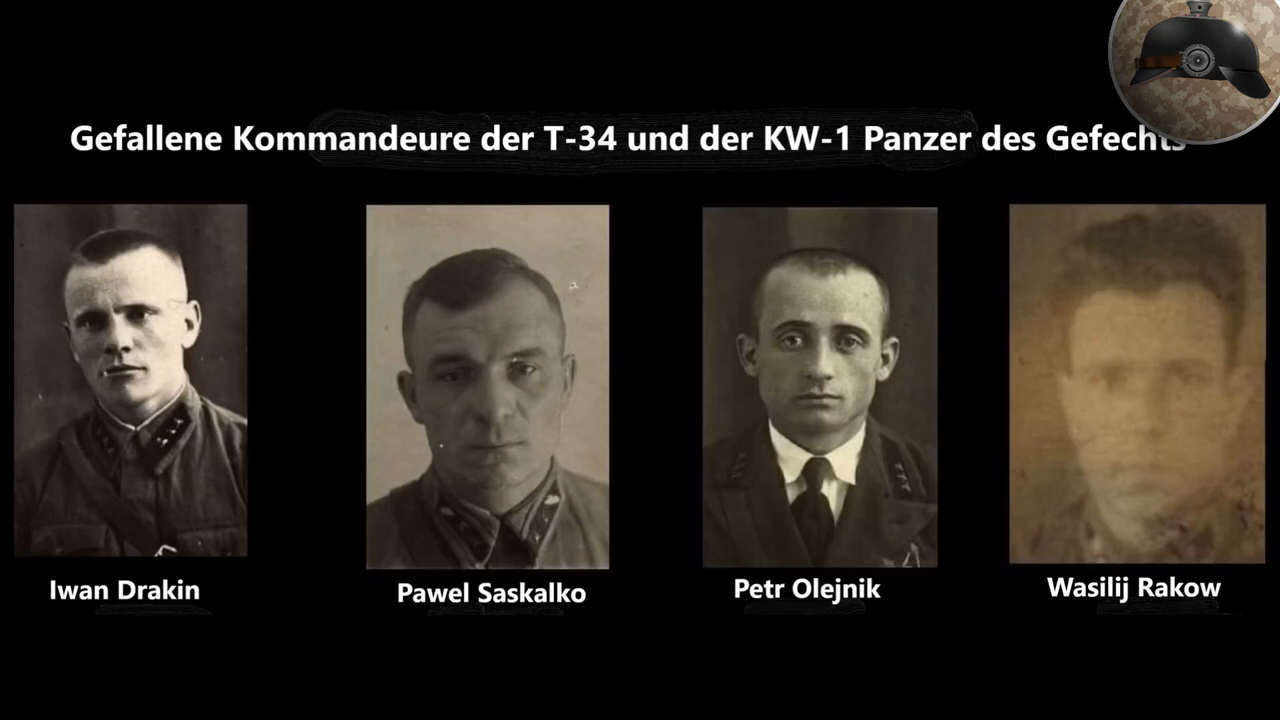 Gefallene Kommandeure der T-34 und der KW-1 Panzer des Gefechts
Iwan Drakin
Pawel Saskalko
Petr Olejnik
Wasilij Rakow